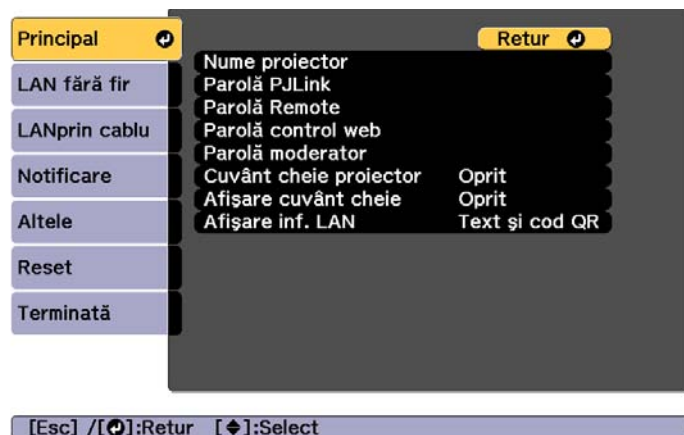 Principal
LAN fără fir
LANprin cablu
Notificare
Altele
Reset
Terminată
Retur
Nume proiector
Parolă PJLink
Parolă Remote
Parolă control web
Parolă moderator
Cuvânt cheie proiector Oprit
Afişare cuvânt cheie Oprit
Afişare inf. LAN Text şi cod QR
[Esc] /[⏎]:Retur [◆]:Select